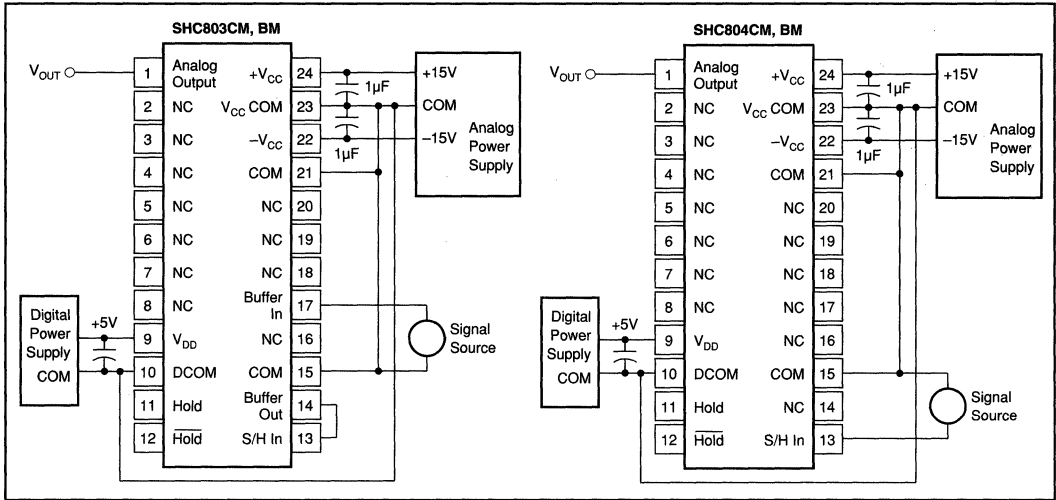 SHC803CM, BM
V_OUT
1 Analog Output
+V_CC 24
2 NC
V_CC COM 23
3 NC
–V_CC 22
4 NC
COM 21
5 NC
NC 20
6 NC
NC 19
7 NC
NC 18
8 NC
Buffer In 17
9 V_DD
NC 16
10 DCOM
COM 15
11 Hold
Buffer Out 14
12 H̅o̅l̅d̅
S/H In 13
1µF
1µF
+15V
COM
–15V
Analog
Power
Supply
Digital
Power
Supply
COM
+5V
Signal
Source
SHC804CM, BM
V_OUT
1 Analog Output
+V_CC 24
2 NC
V_CC COM 23
3 NC
–V_CC 22
4 NC
COM 21
5 NC
NC 20
6 NC
NC 19
7 NC
NC 18
8 NC
NC 17
9 V_DD
NC 16
10 DCOM
COM 15
11 Hold
NC 14
12 H̅o̅l̅d̅
S/H In 13
1µF
1µF
+15V
COM
–15V
Analog
Power
Supply
Digital
Power
Supply
COM
+5V
Signal
Source